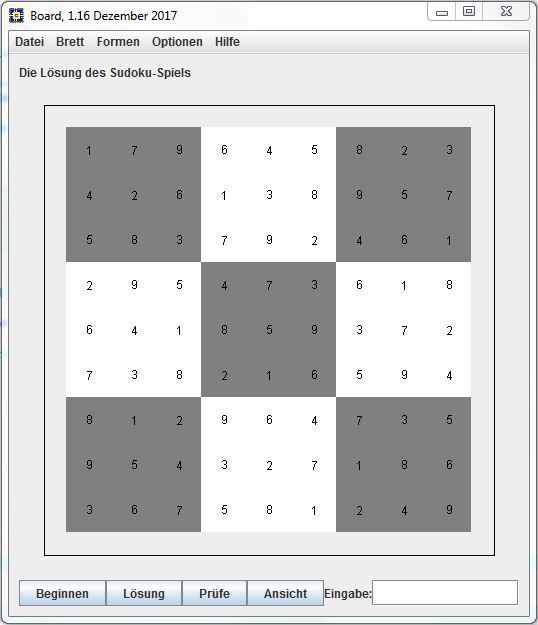 Board, 1.16 Dezember 2017
Datei Brett Formen Optionen Hilfe
Die Lösung des Sudoku-Spiels
1 7 9 6 4 5 8 2 3
4 2 6 1 3 8 9 5 7
5 8 3 7 9 2 4 6 1
2 9 5 4 7 3 6 1 8
6 4 1 8 5 9 3 7 2
7 3 8 2 1 6 5 9 4
8 1 2 9 6 4 7 3 5
9 5 4 3 2 7 1 8 6
3 6 7 5 8 1 2 4 9
Beginnen Lösung Prüfe Ansicht Eingabe: